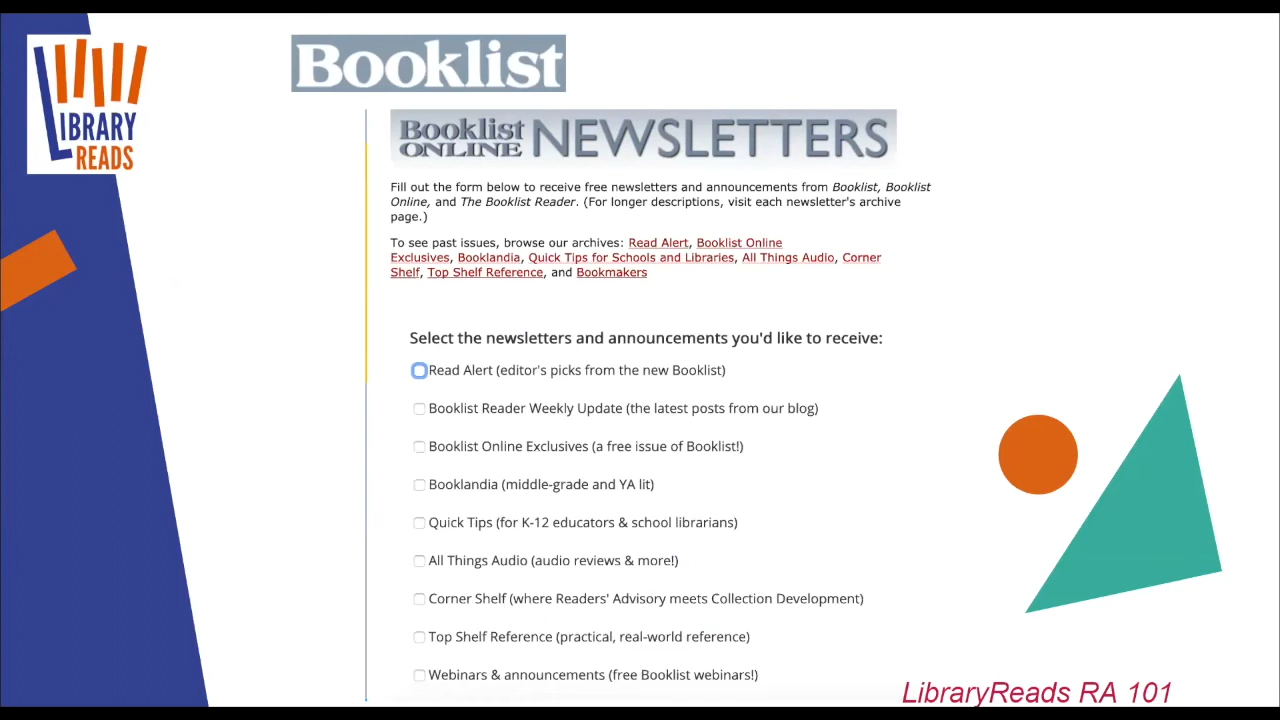 LIBRARY
READS
Booklist
Booklist
ONLINE NEWSLETTERS
Fill out the form below to receive free newsletters and announcements from Booklist, Booklist
Online, and The Booklist Reader. (For longer descriptions, visit each newsletter's archive
page.)
To see past issues, browse our archives: Read Alert, Booklist Online
Exclusives, Booklandia, Quick Tips for Schools and Libraries, All Things Audio, Corner
Shelf, Top Shelf Reference, and Bookmakers
Select the newsletters and announcements you'd like to receive:
Read Alert (editor's picks from the new Booklist)
Booklist Reader Weekly Update (the latest posts from our blog)
Booklist Online Exclusives (a free issue of Booklist!)
Booklandia (middle-grade and YA lit)
Quick Tips (for K-12 educators & school librarians)
All Things Audio (audio reviews & more!)
Corner Shelf (where Readers' Advisory meets Collection Development)
Top Shelf Reference (practical, real-world reference)
Webinars & announcements (free Booklist webinars!)
LibraryReads RA 101